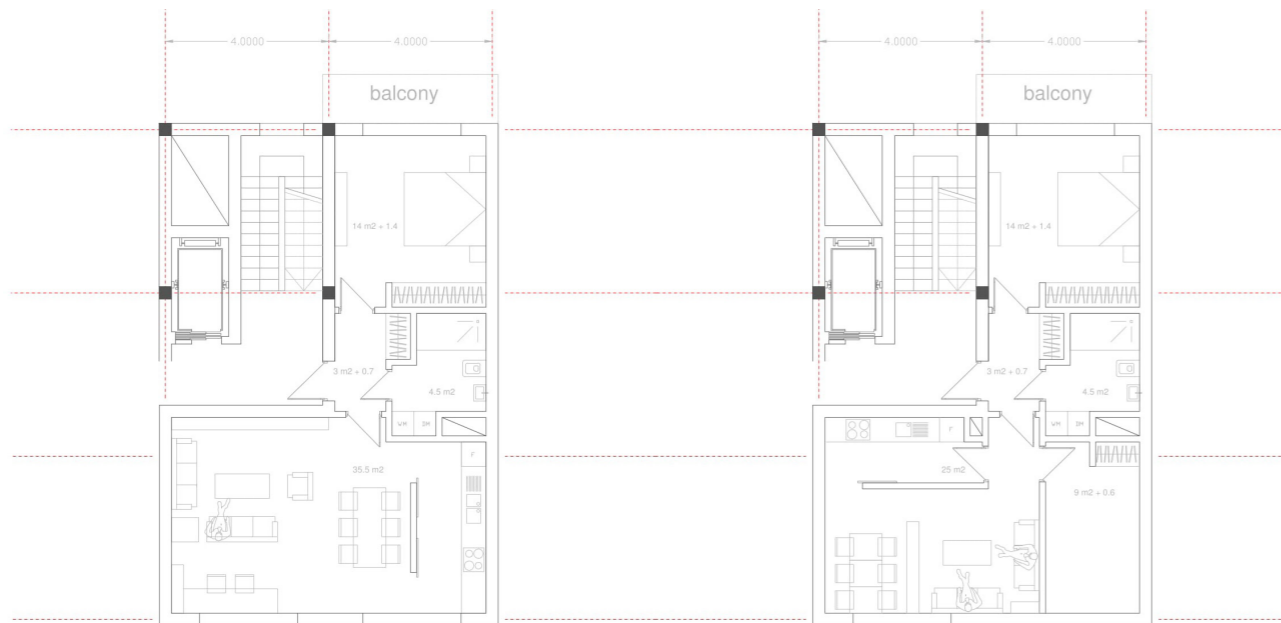 4.0000 4.0000
balcony
14 m2 + 1.4
3 m2 + 0.7
4.5 m2
WM DM
35.5 m2
F
4.0000 4.0000
balcony
14 m2 + 1.4
3 m2 + 0.7
4.5 m2
WM DM
F
25 m2
9 m2 + 0.6